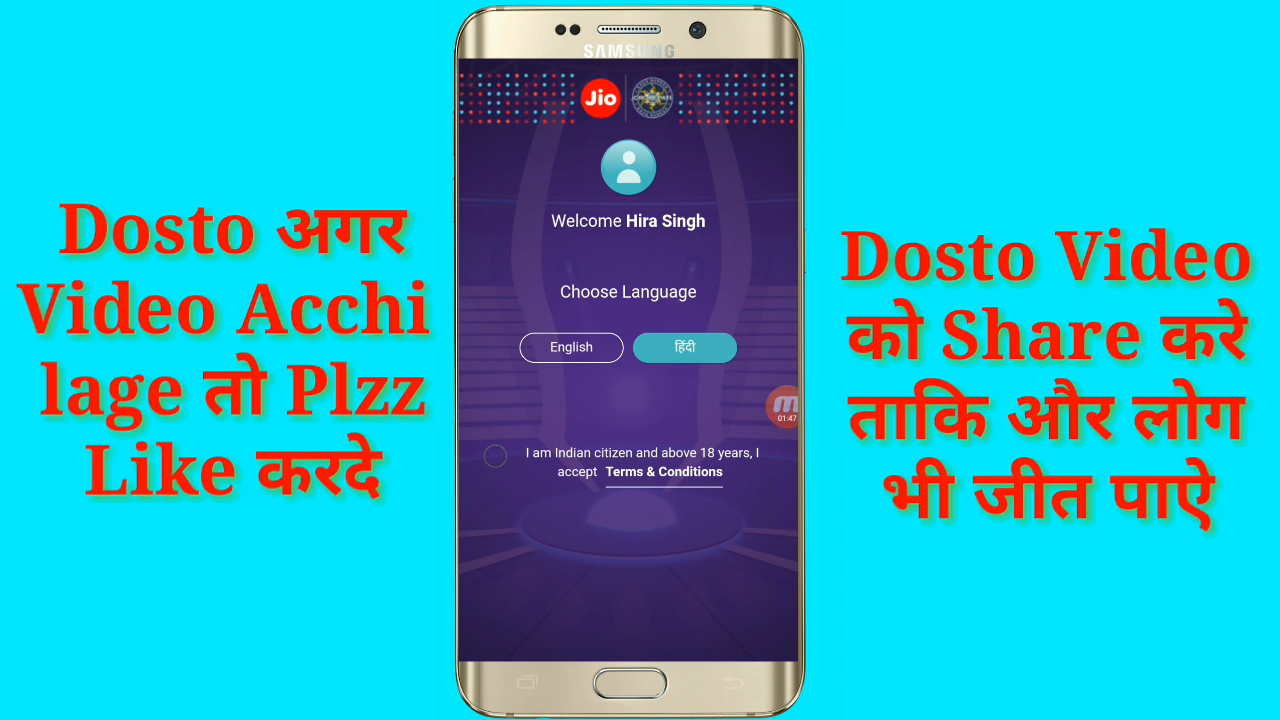 Dosto अगर
Video Acchi
lage तो Plzz
Like करदे
SAMSUNG
Jio
Welcome Hira Singh
Choose Language
English
हिंदी
01:47
I am Indian citizen and above 18 years, I
accept Terms & Conditions
Dosto Video
को Share करे
ताकि और लोग
भी जीत पाऐ